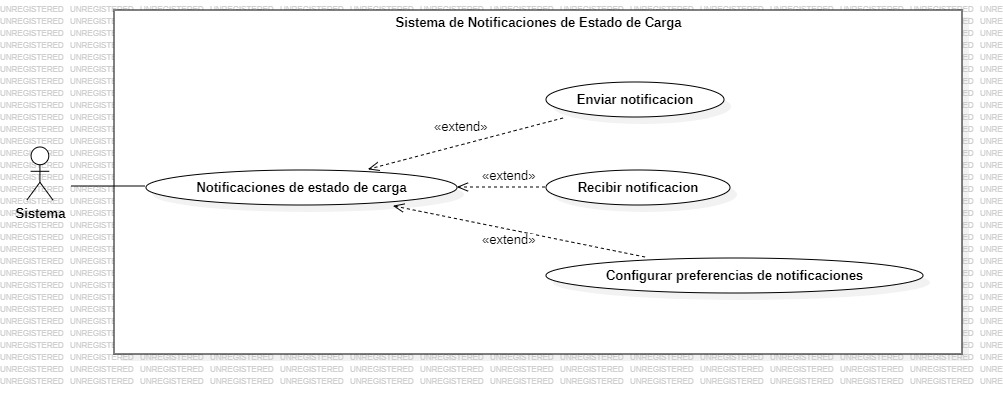 Sistema de Notificaciones de Estado de Carga
Enviar notificacion
«extend»
«extend»
Notificaciones de estado de carga
Recibir notificacion
Sistema
«extend»
Configurar preferencias de notificaciones
UNREGISTERED